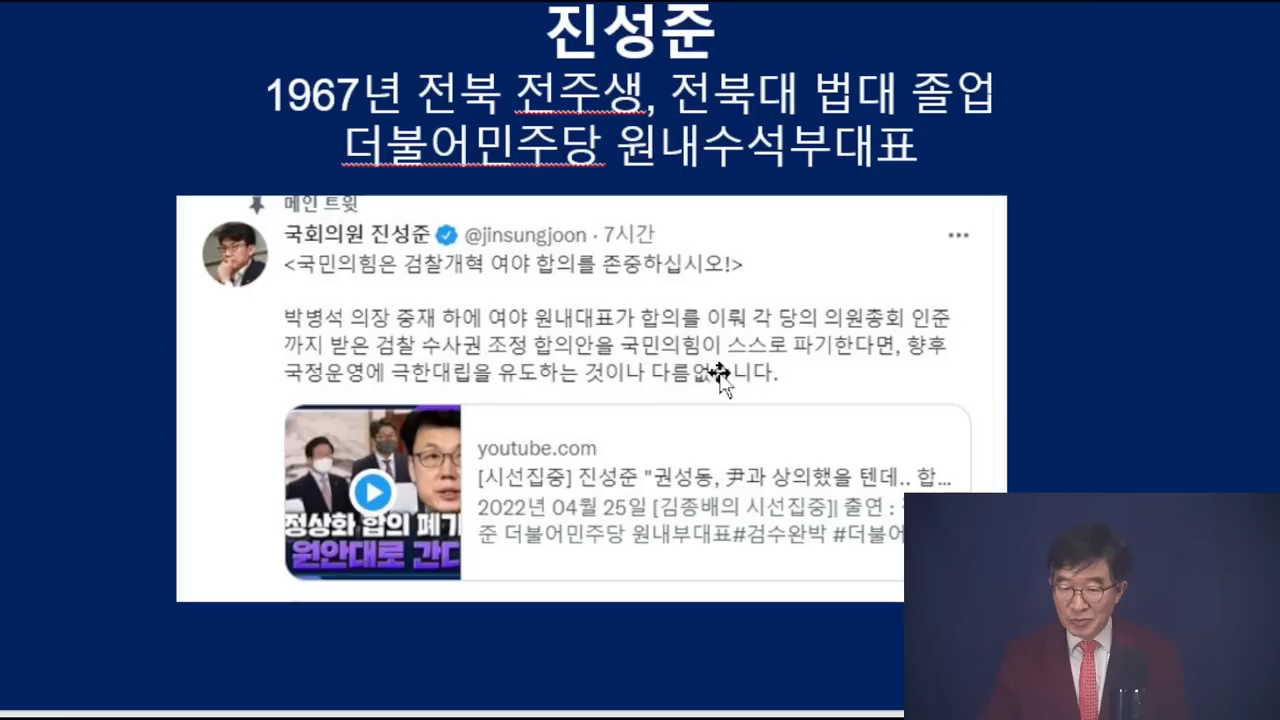 진성준
1967년 전북 전주생, 전북대 법대 졸업
더불어민주당 원내수석부대표
메인 트윗
국회의원 진성준 @jinsungjoon · 7시간
<국민의힘은 검찰개혁 여야 합의를 존중하십시오!>
박병석 의장 중재 하에 여야 원내대표가 합의를 이뤄 각 당의 의원총회 인준
까지 받은 검찰 수사권 조정 합의안을 국민의힘이 스스로 파기한다면, 향후
국정운영에 극한대립을 유도하는 것이나 다름없습니다.
youtube.com
[시선집중] 진성준 "권성동, 尹과 상의했을 텐데.. 합...
2022년 04월 25일 [김종배의 시선집중]| 출연 :
준 더불어민주당 원내부대표#검수완박 #더불어
정상화 합의 폐기
원안대로 간다